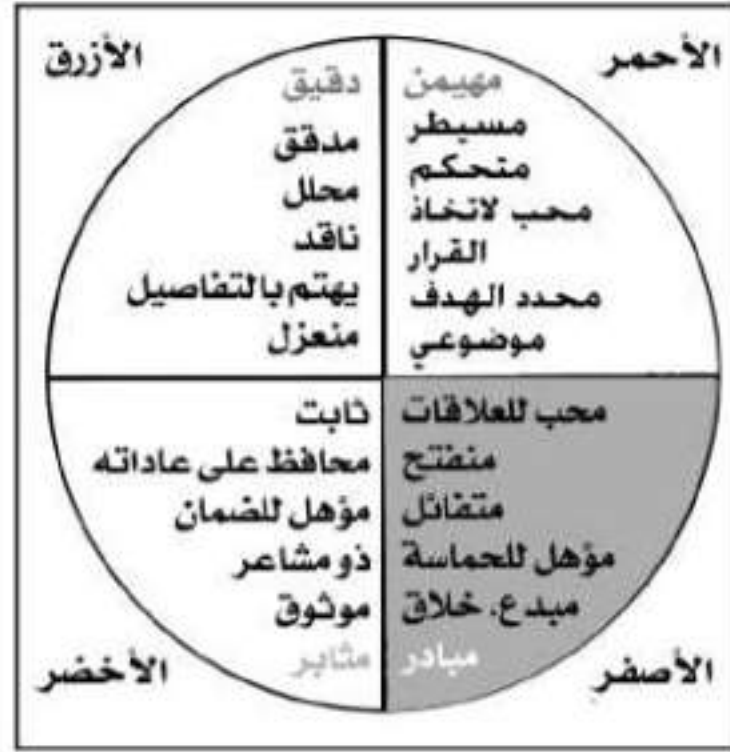 الأحمر
مهيمن
مسيطر
متحكم
محب لاتخاذ
القرار
محدد الهدف
موضوعي
الأزرق
دقيق
مدقق
محلل
ناقد
يهتم بالتفاصيل
منعزل
محب للعلاقات
منفتح
متفائل
مؤهل للحماسة
مبدع. خلاق
مبادر
الأصفر
ثابت
محافظ على عاداته
مؤهل للضمان
ذو مشاعر
موثوق
مثابر
الأخضر